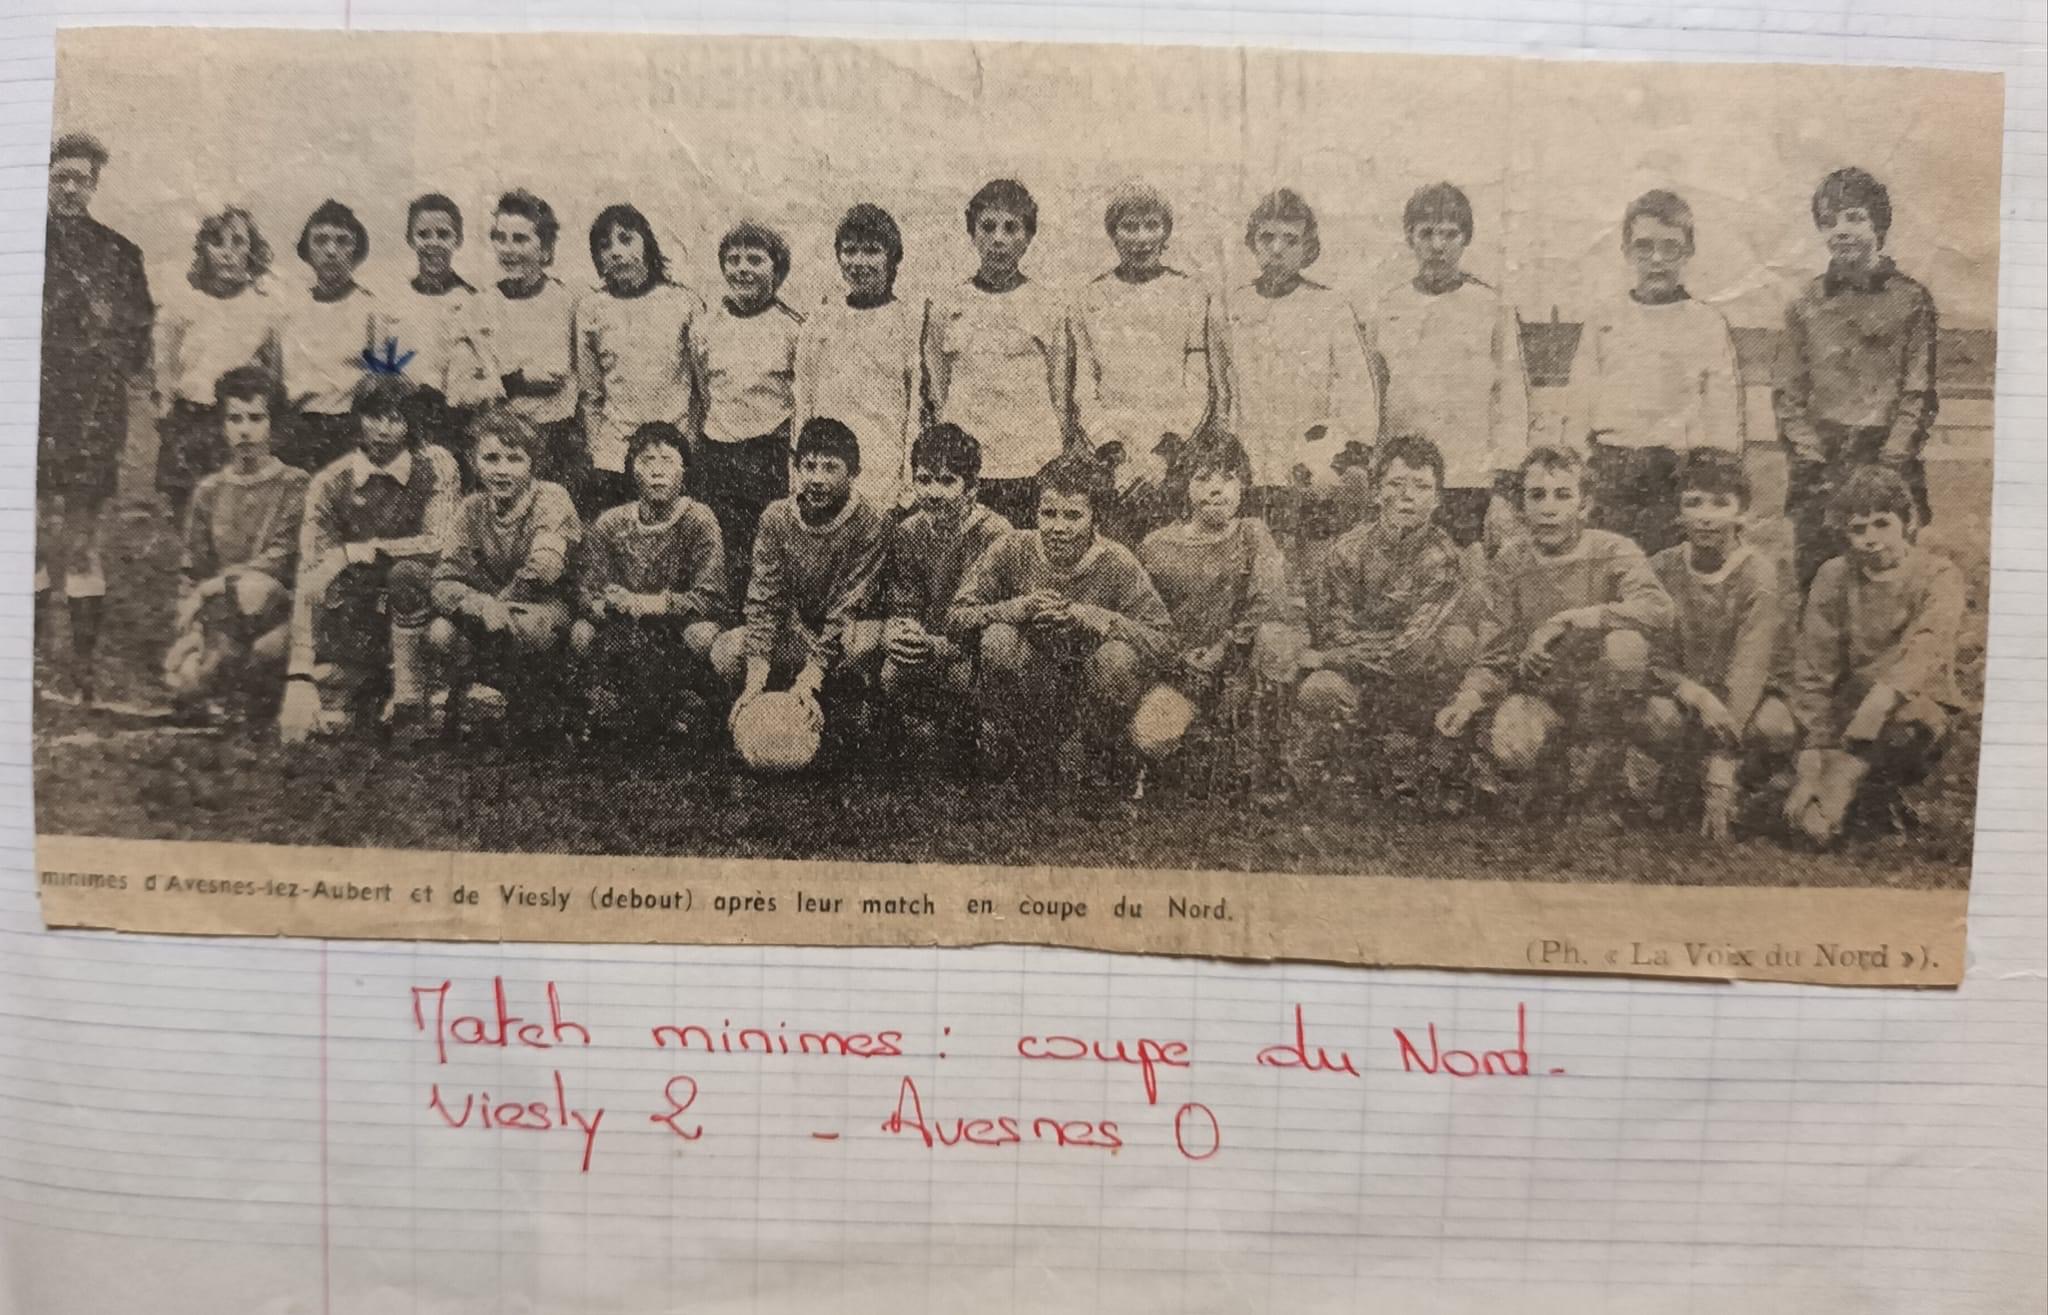 minimes d'Avesnes-lez-Aubert et de Viesly (debout) après leur match en coupe du Nord.
(Ph. « La Voix du Nord »).
Match minimes : coupe du Nord.
Viesly 2 - Avesnes 0